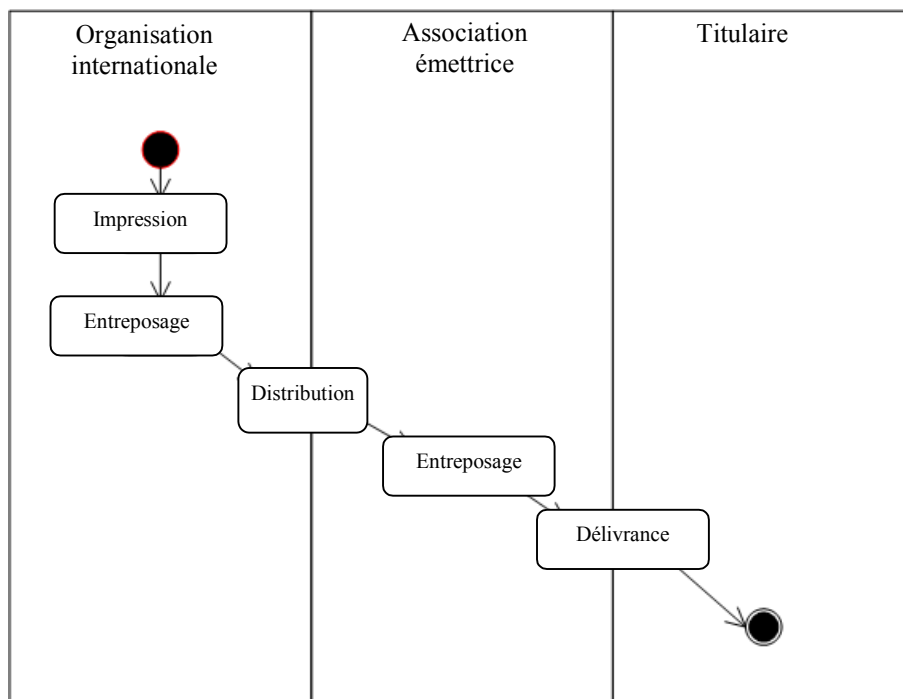 Organisation
internationale
Association
émettrice
Titulaire
Impression
Entreposage
Distribution
Entreposage
Délivrance